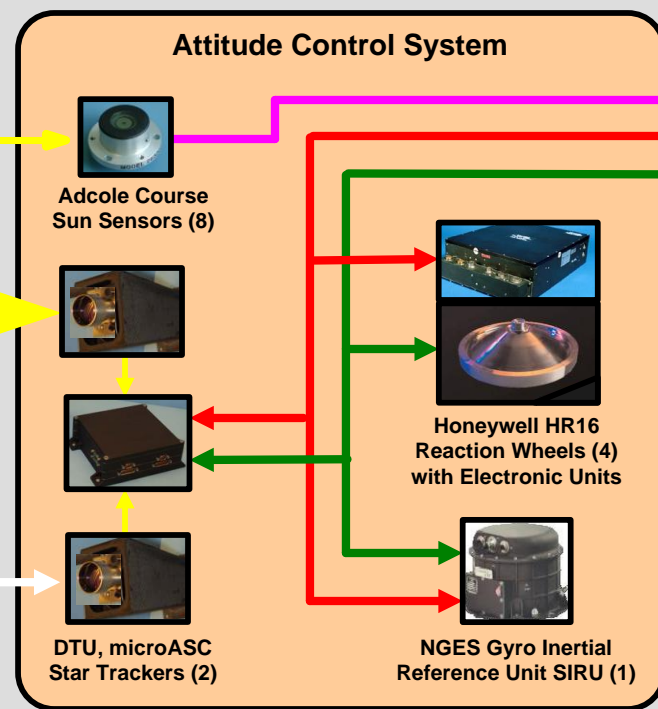 Attitude Control System
Adcole Course
Sun Sensors (8)
Honeywell HR16
Reaction Wheels (4)
with Electronic Units
DTU, microASC
Star Trackers (2)
NGES Gyro Inertial
Reference Unit SIRU (1)